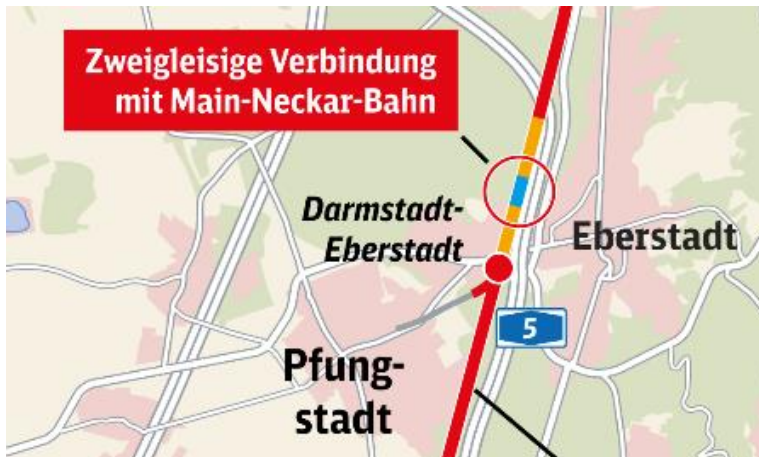 Zweigleisige Verbindung
mit Main-Neckar-Bahn
Darmstadt-
Eberstadt
Eberstadt
5
Pfung-
stadt